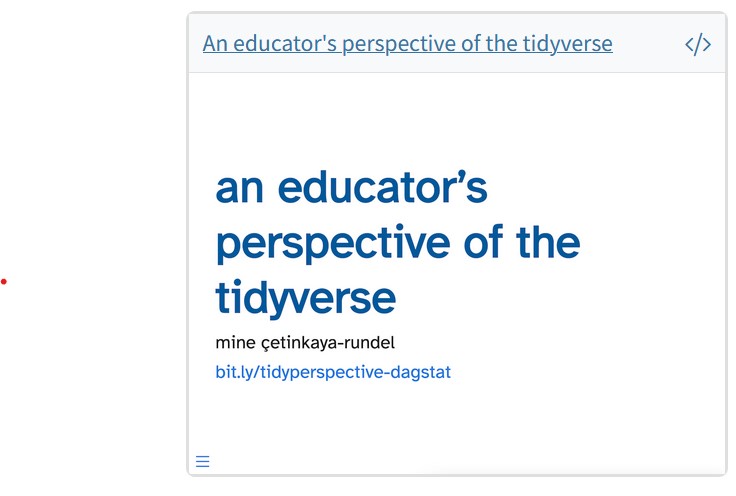 An educator's perspective of the tidyverse
</>
an educator’s
perspective of the
tidyverse
mine çetinkaya-rundel
bit.ly/tidyperspective-dagstat